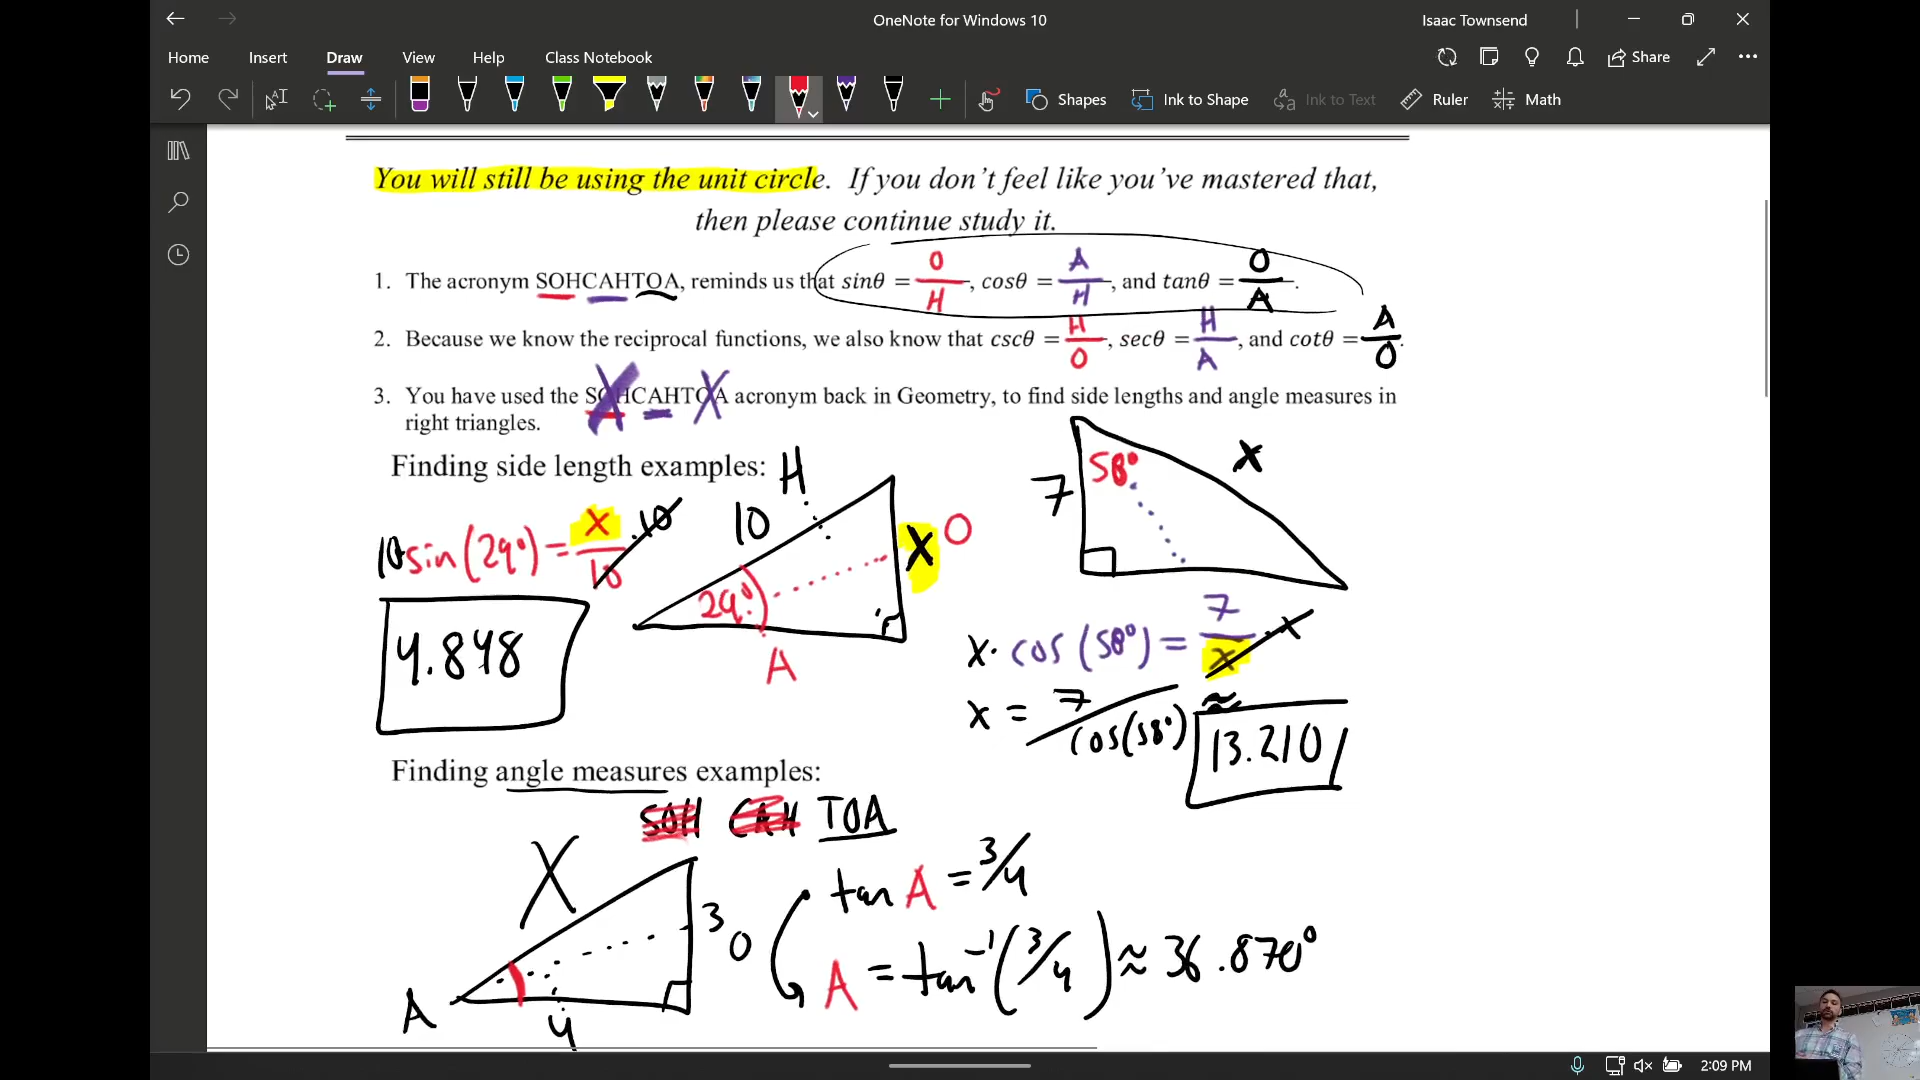 OneNote for Windows 10
Isaac Townsend
Home Insert Draw View Help Class Notebook
Share
Shapes Ink to Shape Ink to Text Ruler Math
You will still be using the unit circle. If you don't feel like you've mastered that,
then please continue study it.
1. The acronym SOHCAHTOA, reminds us that sinθ = O/H, cosθ = A/H, and tanθ = O/A.
2. Because we know the reciprocal functions, we also know that cscθ = H/O, secθ = H/A, and cotθ = A/O.
3. You have used the SOHCAHTOA acronym back in Geometry, to find side lengths and angle measures in
right triangles.
Finding side length examples:
H
10
x O
29°
A
10·sin(29°) = x/10 · 10
4.848
58°
x
7
x· cos(58°) = 7/x · x
x = 7/cos(58°) ≈ 13.210
Finding angle measures examples:
SOH CAH TOA
X
3 O
A
4
tan A = 3/4
A = tan⁻¹(3/4) ≈ 36.870°
2:09 PM